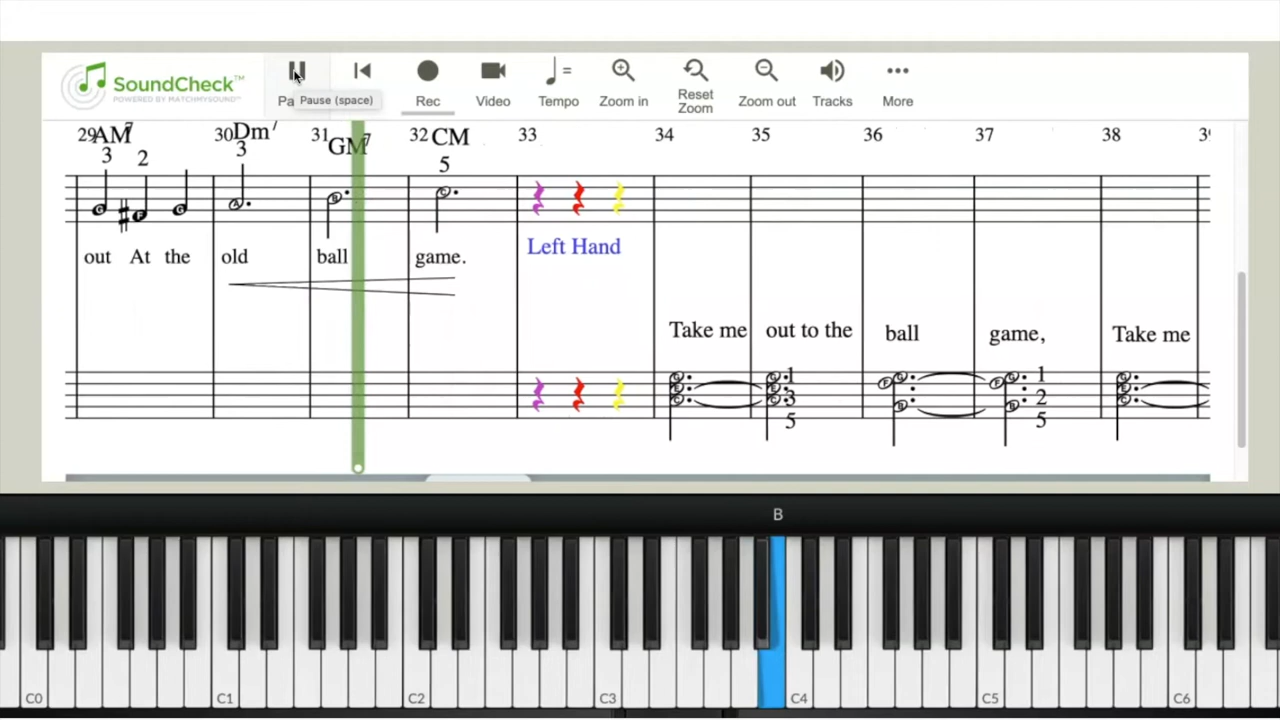 SoundCheck™
POWERED BY MATCHMYSOUND™
Pause (space)
Rec
Video
Tempo
Zoom in
Reset
Zoom
Zoom out
Tracks
More
29 30 31 32 33 34 35 36 37 38
AM7 Dm7 GM7 CM
3 2 3 5
G F G A B C
out At the old ball game.
Left Hand
Take me out to the ball game, Take me
1 3 5
1 2 5
B
C0 C1 C2 C3 C4 C5 C6